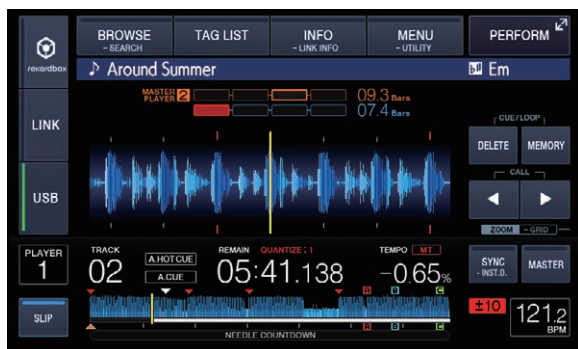 BROWSE
- SEARCH
TAG LIST
INFO
- LINK INFO
MENU
- UTILITY
PERFORM
rekordbox
♪ Around Summer
Em
MASTER
PLAYER 2
09.3 Bars
07.4 Bars
LINK
CUE/LOOP
DELETE
MEMORY
CALL
USB
ZOOM
- GRID
PLAYER
1
TRACK
02
A.HOT CUE
A.CUE
REMAIN
QUANTIZE : 1
05:41.138
TEMPO
MT
-0.65%
SYNC
- INST.D.
MASTER
A
B
C
SLIP
±10
121.2
BPM
A
B
C
NEEDLE COUNTDOWN